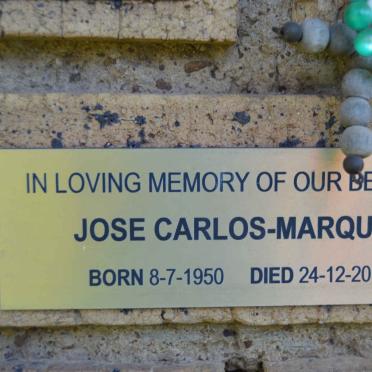 IN LOVING MEMORY OF OUR BE
JOSE CARLOS-MARQU
BORN 8-7-1950 DIED 24-12-20